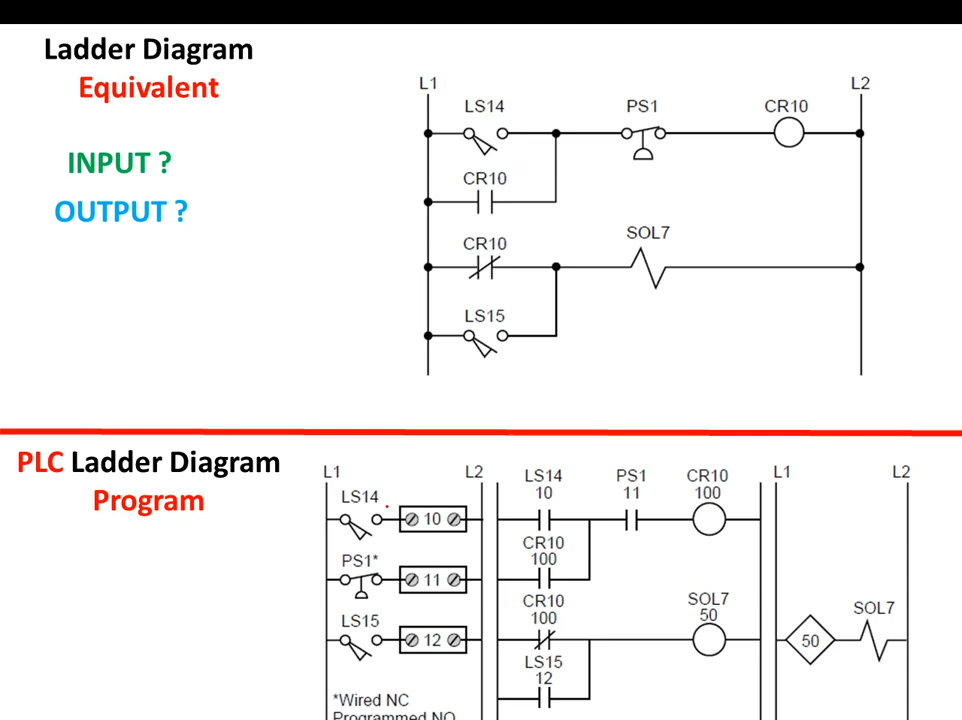 Ladder Diagram
Equivalent
INPUT ?
OUTPUT ?
L1
L2
LS14
PS1
CR10
CR10
CR10
SOL7
LS15
PLC Ladder Diagram
Program
L1
L2
LS14
10
PS1*
11
LS15
12
*Wired NC
Programmed NO
LS14
10
PS1
11
CR10
100
CR10
100
CR10
100
SOL7
50
LS15
12
L1
L2
50
SOL7